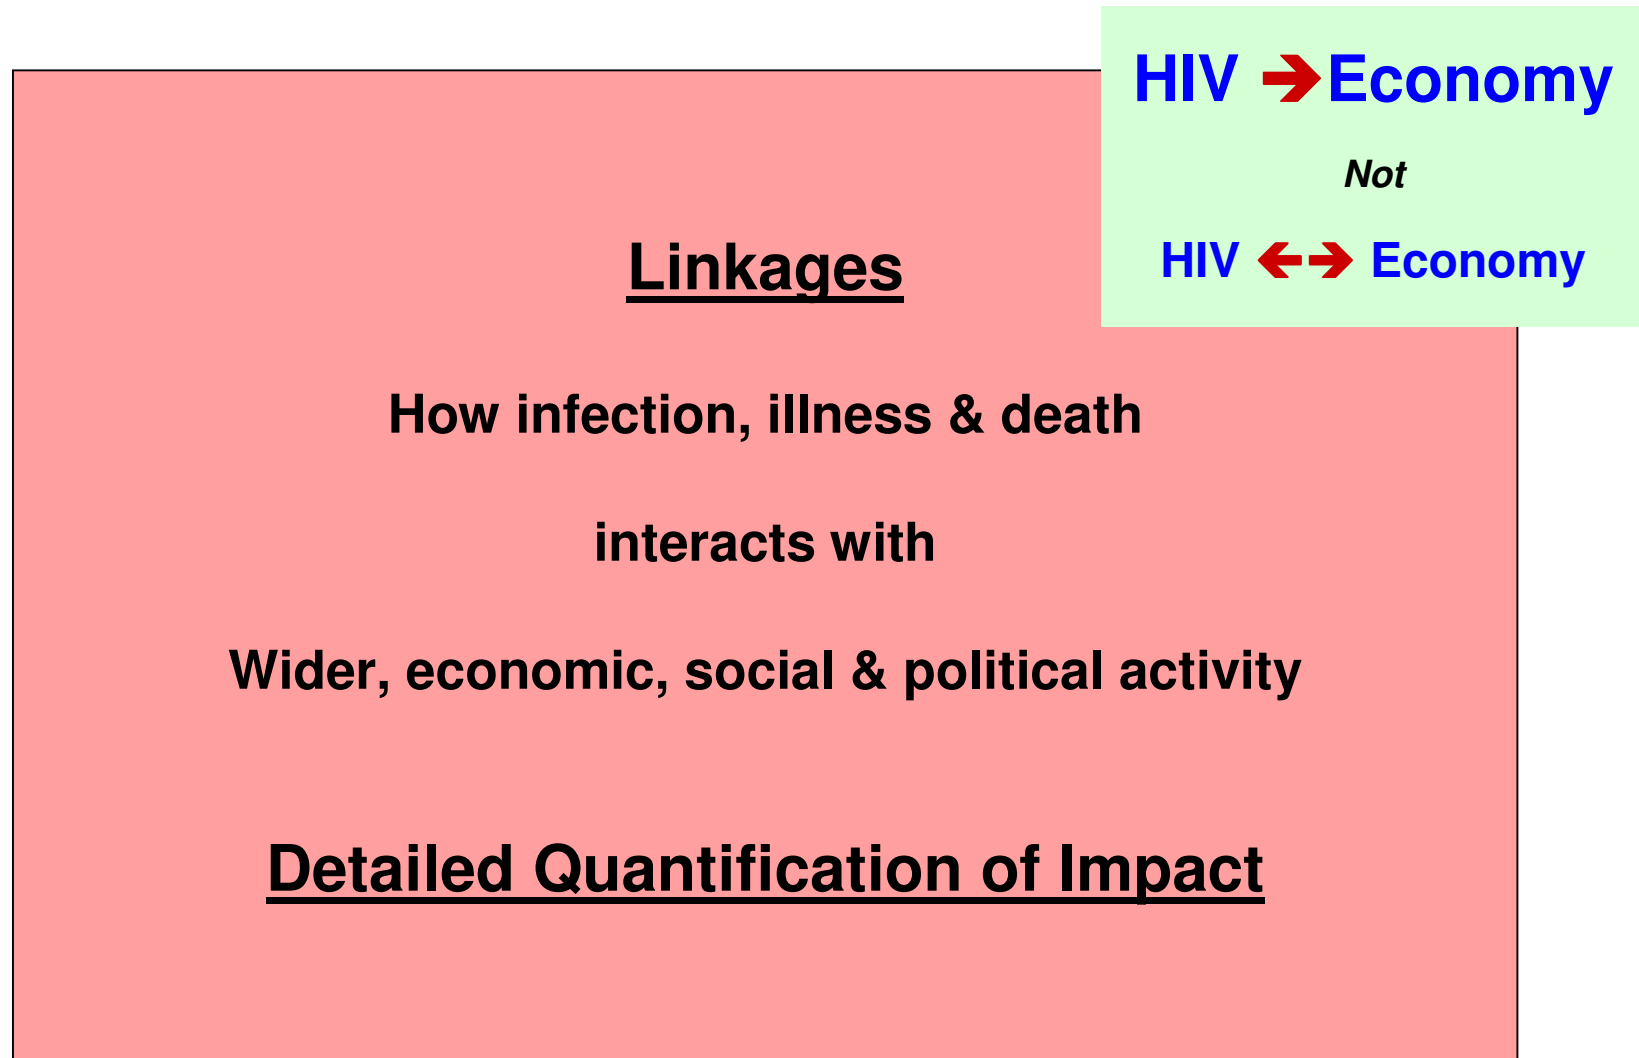 HIV ➔Economy
Not
HIV 🡸🡺 Economy
Linkages
How infection, illness & death
interacts with
Wider, economic, social & political activity
Detailed Quantification of Impact